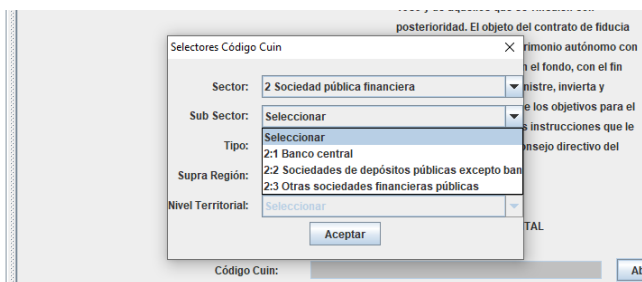 posterioridad. El objeto del contrato de fiducia
Selectores Código Cuin
rimonio autónomo con
n el fondo, con el fin
Sector: 2 Sociedad pública financiera
nistre, invierta y
e los objetivos para el
Sub Sector: Seleccionar
s instrucciones que le
Seleccionar
Tipo:
onsejo directivo del
2:1 Banco central
2:2 Sociedades de depósitos públicas excepto ban
Supra Región:
2:3 Otras sociedades financieras públicas
Nivel Territorial: Seleccionar
Aceptar
TAL
Código Cuin:
Ab